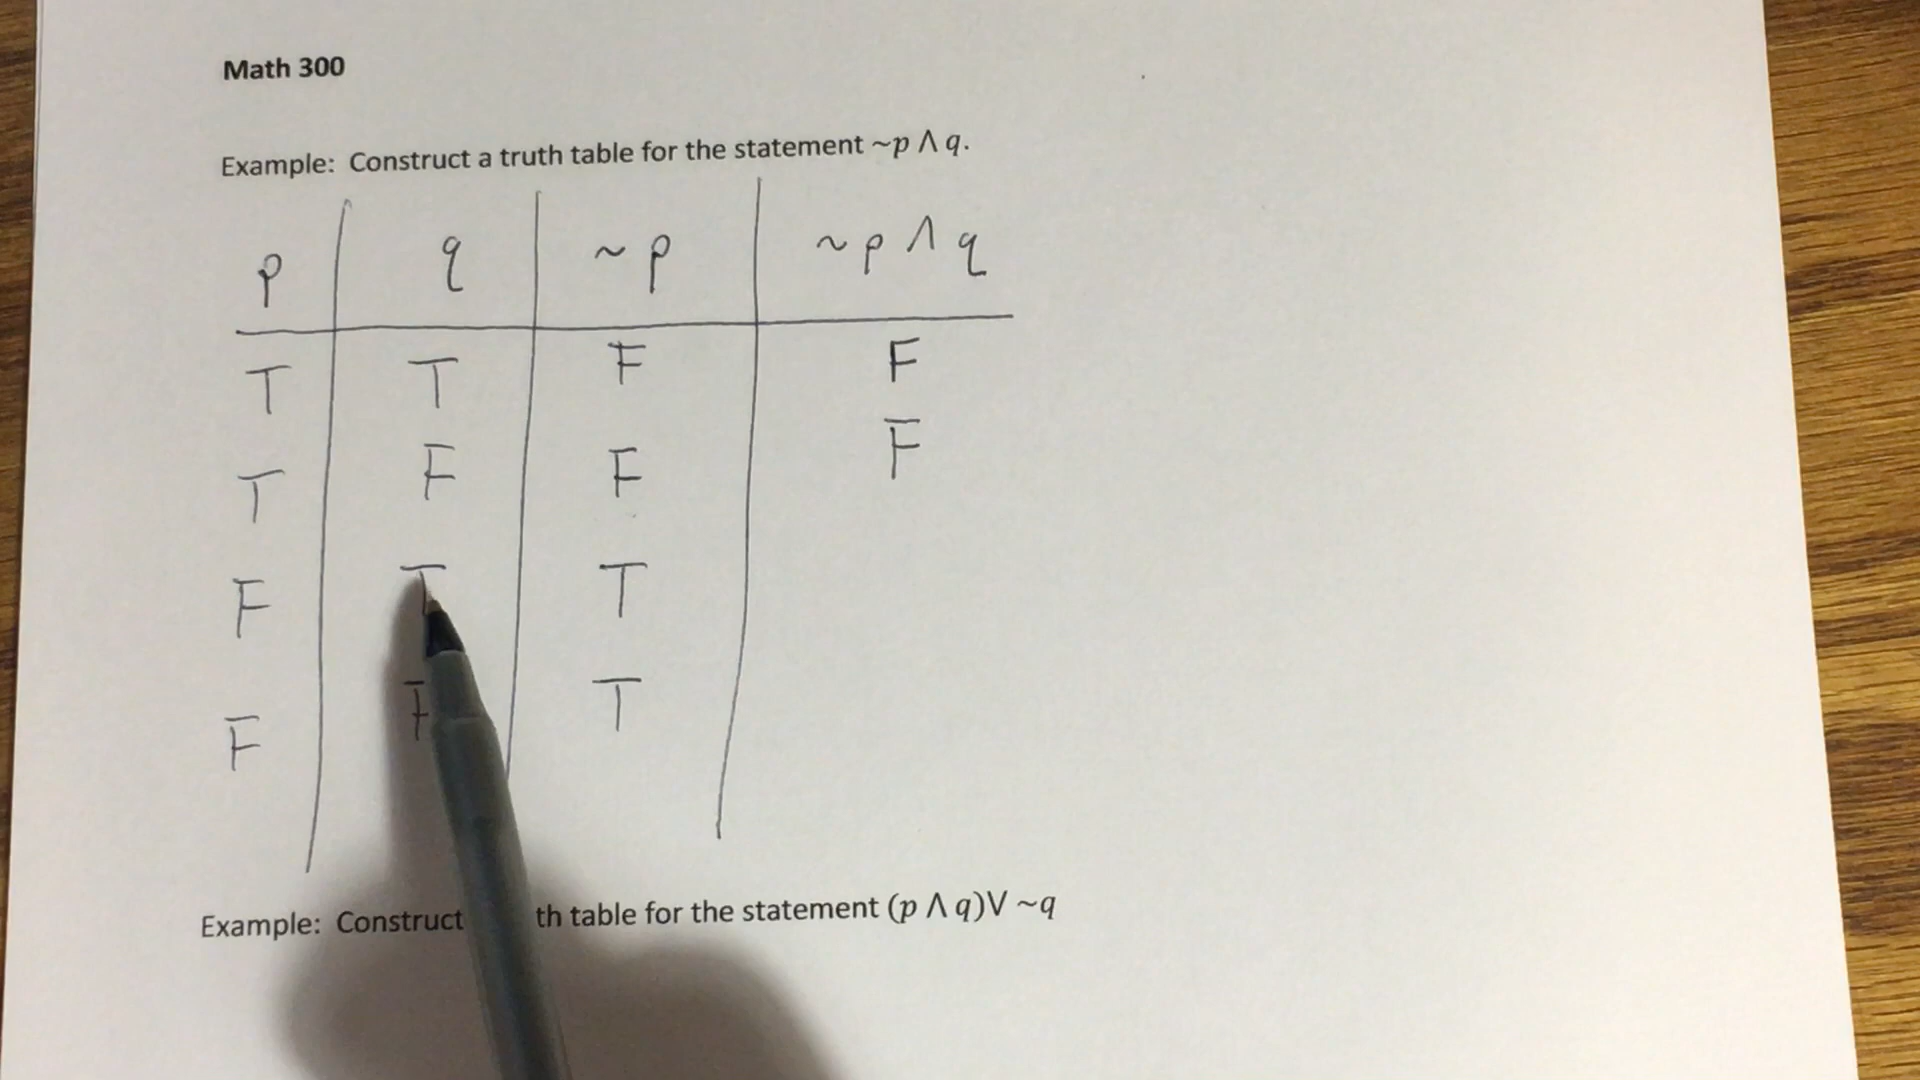 Math 300
Example: Construct a truth table for the statement ~p ∧ q.
p q ~p ~p ∧ q
T T F F
T F F F
F T T
F F T
Example: Construct th table for the statement (p ∧ q)∨ ~q